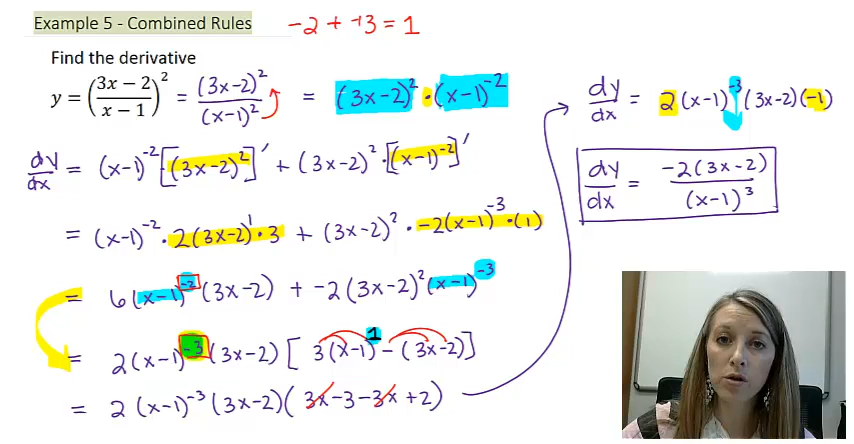 Example 5 - Combined Rules
-2 + +3 = 1
Find the derivative
y = ((3x − 2)/(x − 1))² = (3x-2)²/(x-1)² = (3x-2)² · (x-1)⁻²
dy/dx = (x-1)⁻² · [(3x-2)²]′ + (3x-2)² · [(x-1)⁻²]′
= (x-1)⁻² · 2(3x-2)¹ · 3 + (3x-2)² · -2(x-1)⁻³ · (1)
= 6(x-1)⁻²(3x-2) + -2(3x-2)²(x-1)⁻³
= 2(x-1)⁻³(3x-2)[3(x-1)¹ - (3x-2)]
= 2(x-1)⁻³(3x-2)(3x-3-3x+2)
dy/dx = 2(x-1)⁻³(3x-2)(-1)
dy/dx = -2(3x-2)/(x-1)³